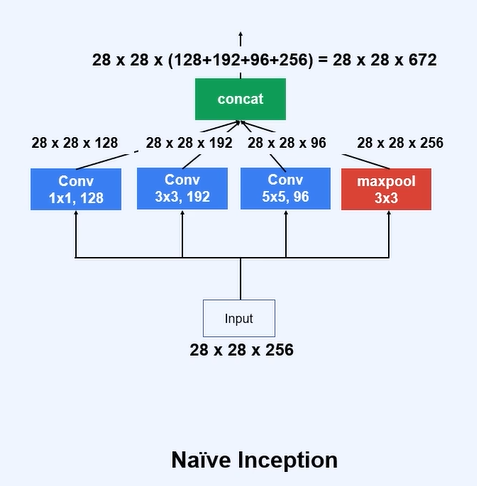 28 x 28 x (128+192+96+256) = 28 x 28 x 672
concat
28 x 28 x 128
28 x 28 x 192
28 x 28 x 96
28 x 28 x 256
Conv
1x1, 128
Conv
3x3, 192
Conv
5x5, 96
maxpool
3x3
Input
28 x 28 x 256
Naïve Inception